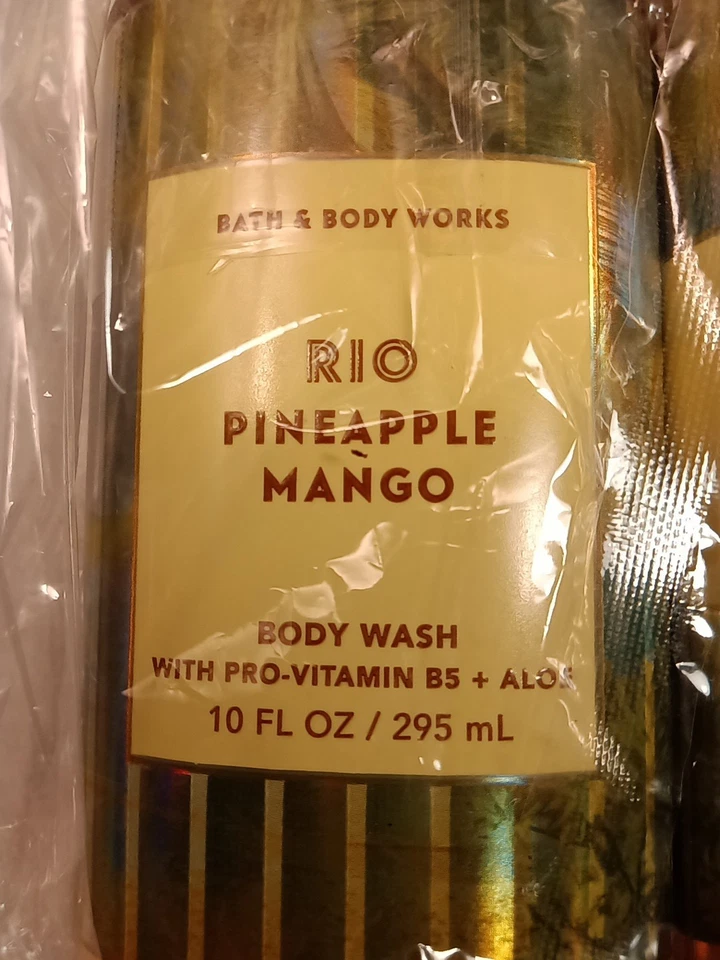 BATH & BODY WORKS
RIO
PINEAPPLE
MANGO
BODY WASH
WITH PRO-VITAMIN B5 + ALOE
10 FL OZ / 295 mL